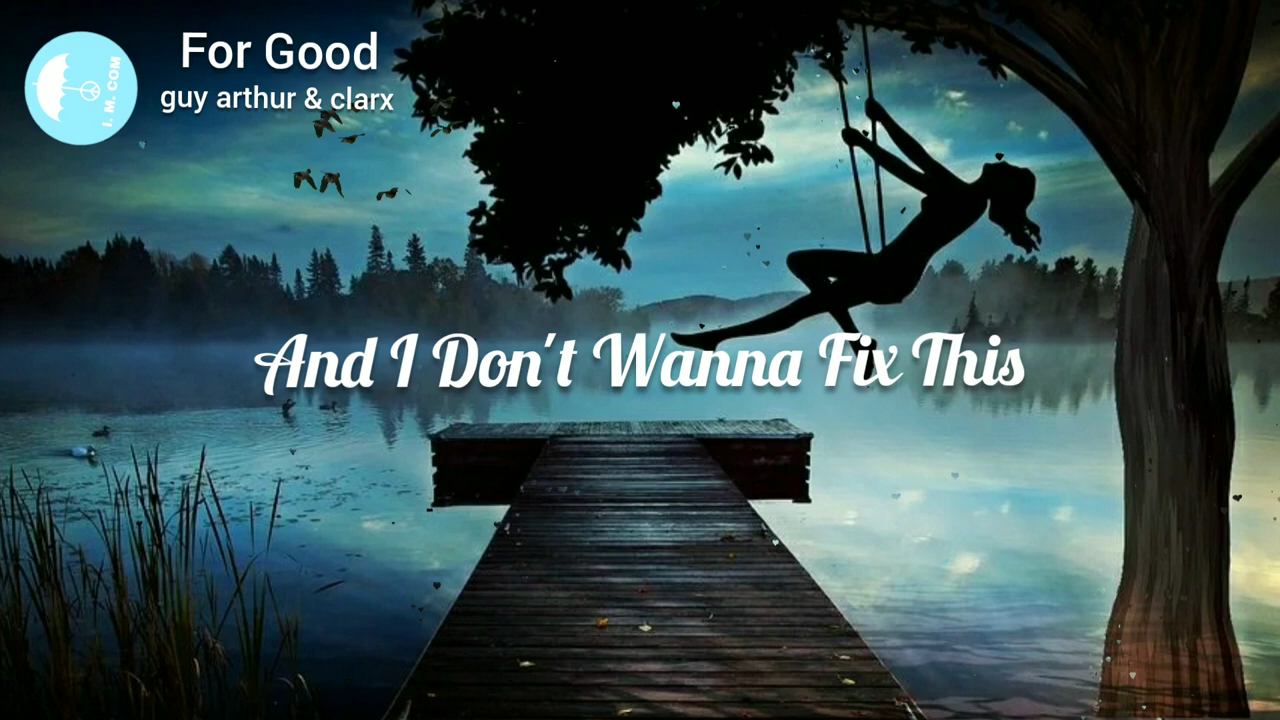 For Good
guy arthur & clarx
I. M. COM
And I Don't Wanna Fix This